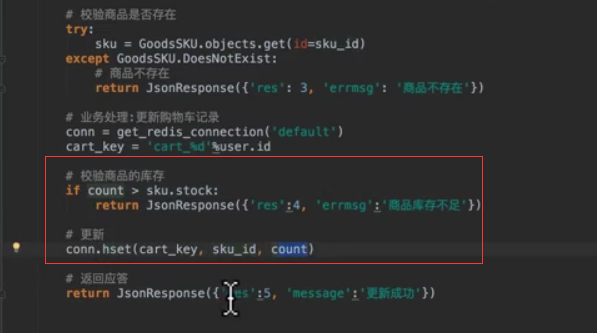 # 校验商品是否存在
try:
    sku = GoodsSKU.objects.get(id=sku_id)
except GoodsSKU.DoesNotExist:
    # 商品不存在
    return JsonResponse({'res': 3, 'errmsg': '商品不存在'})
# 业务处理:更新购物车记录
conn = get_redis_connection('default')
cart_key = 'cart_%d'%user.id
# 校验商品的库存
if count > sku.stock:
    return JsonResponse({'res':4, 'errmsg':'商品库存不足'})
# 更新
conn.hset(cart_key, sku_id, count)
# 返回应答
return JsonResponse({'res':5, 'message':'更新成功'})